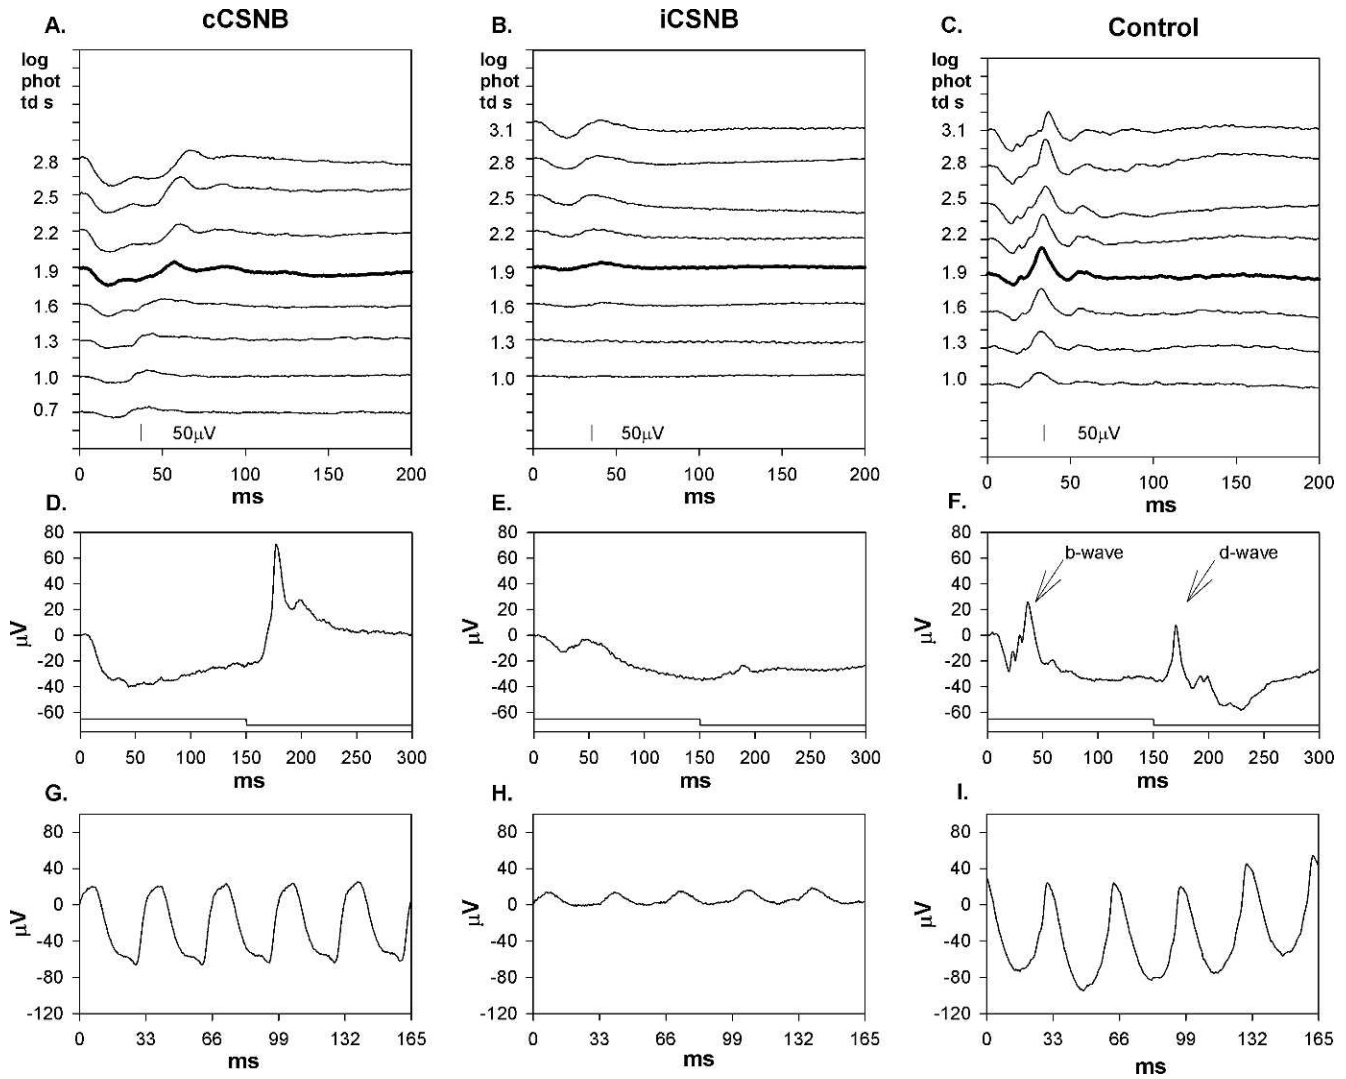 cCSNB
iCSNB
Control
A.
log
phot
td s
2.8
2.5
2.2
1.9
1.6
1.3
1.0
0.7
50μV
0 50 100 150 200
ms
B.
3.1
2.8
2.5
2.2
1.9
1.6
1.3
1.0
50μV
0 50 100 150 200
ms
C.
log
phot
td s
3.1
2.8
2.5
2.2
1.9
1.6
1.3
1.0
50μV
0 50 100 150 200
ms
D.
80
60
40
20
0
-20
-40
-60
μV
0 50 100 150 200 250 300
ms
E.
80
60
40
20
0
-20
-40
-60
μV
0 50 100 150 200 250 300
ms
F.
b-wave
d-wave
80
60
40
20
0
-20
-40
-60
μV
0 50 100 150 200 250 300
ms
G.
80
40
0
-40
-80
-120
μV
0 33 66 99 132 165
ms
H.
80
40
0
-40
-80
-120
μV
0 33 66 99 132 165
ms
I.
80
40
0
-40
-80
-120
μV
0 33 66 99 132 165
ms